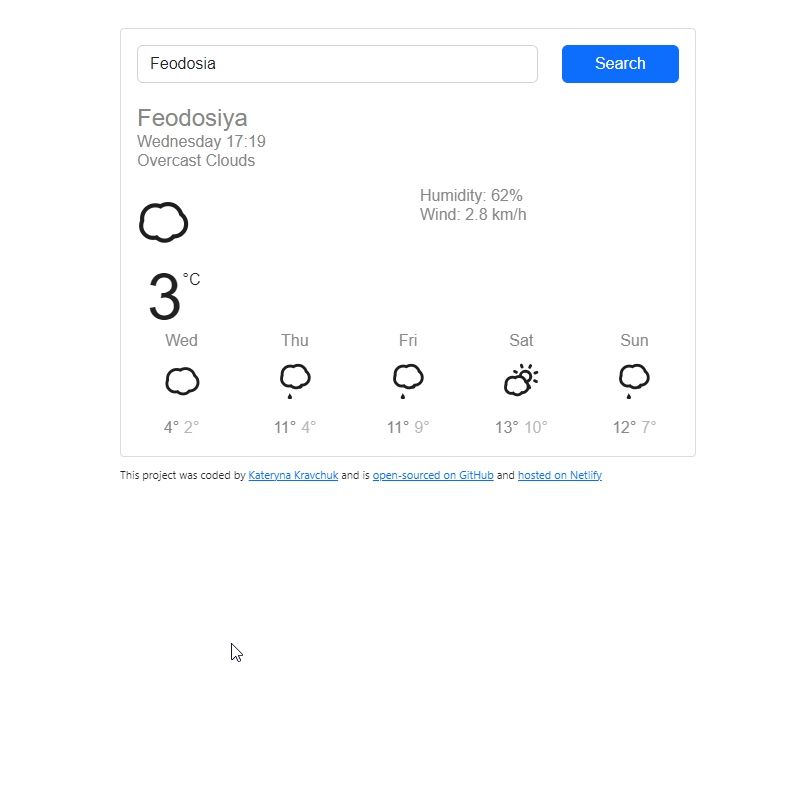 Feodosia
Search
Feodosiya
Wednesday 17:19
Overcast Clouds
Humidity: 62%
Wind: 2.8 km/h
3 °C
Wed Thu Fri Sat Sun
4° 2° 11° 4° 11° 9° 13° 10° 12° 7°
This project was coded by Kateryna Kravchuk and is open-sourced on GitHub and hosted on Netlify